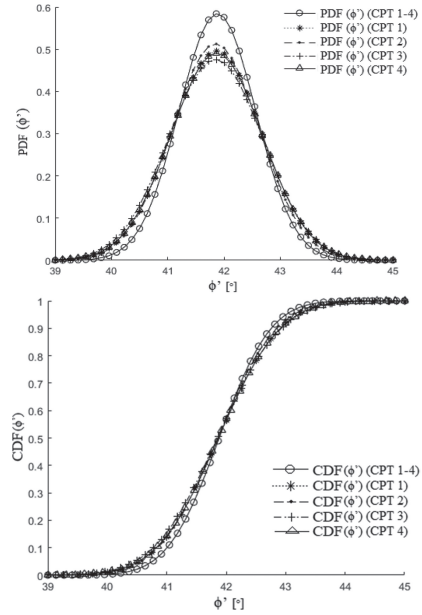 0.6
0.5
0.4
0.3
0.2
0.1
0
PDF (ϕ')
39 40 41 42 43 44 45
ϕ' [°]
PDF (ϕ') (CPT 1-4)
PDF (ϕ') (CPT 1)
PDF (ϕ') (CPT 2)
PDF (ϕ') (CPT 3)
PDF (ϕ') (CPT 4)
1
0.9
0.8
0.7
0.6
0.5
0.4
0.3
0.2
0.1
0
CDF(ϕ')
39 40 41 42 43 44 45
ϕ' [°]
CDF(ϕ') (CPT 1-4)
CDF(ϕ') (CPT 1)
CDF(ϕ') (CPT 2)
CDF(ϕ') (CPT 3)
CDF(ϕ') (CPT 4)